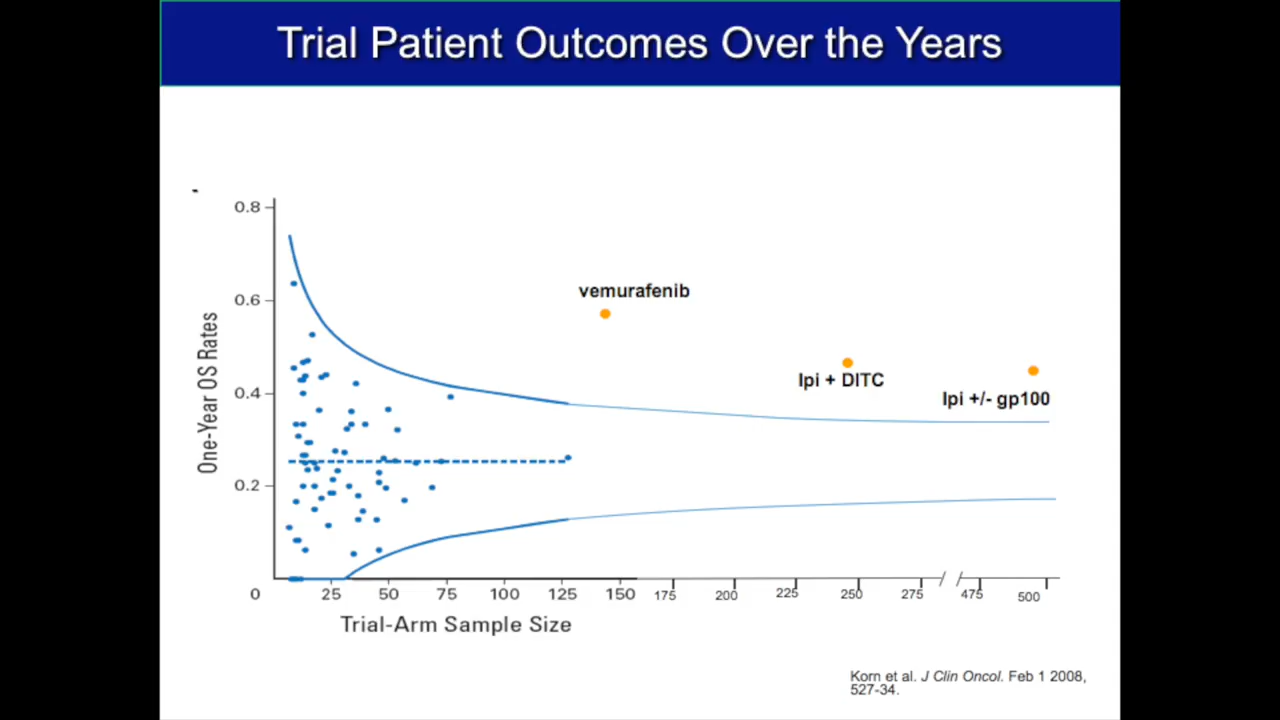 Trial Patient Outcomes Over the Years
-
0.8
0.6
0.4
0.2
0
One-Year OS Rates
vemurafenib
Ipi + DITC
Ipi +/- gp100
25 50 75 100 125 150 175 200 225 250 275 475 500
Trial-Arm Sample Size
Korn et al. J Clin Oncol. Feb 1 2008,
527-34.